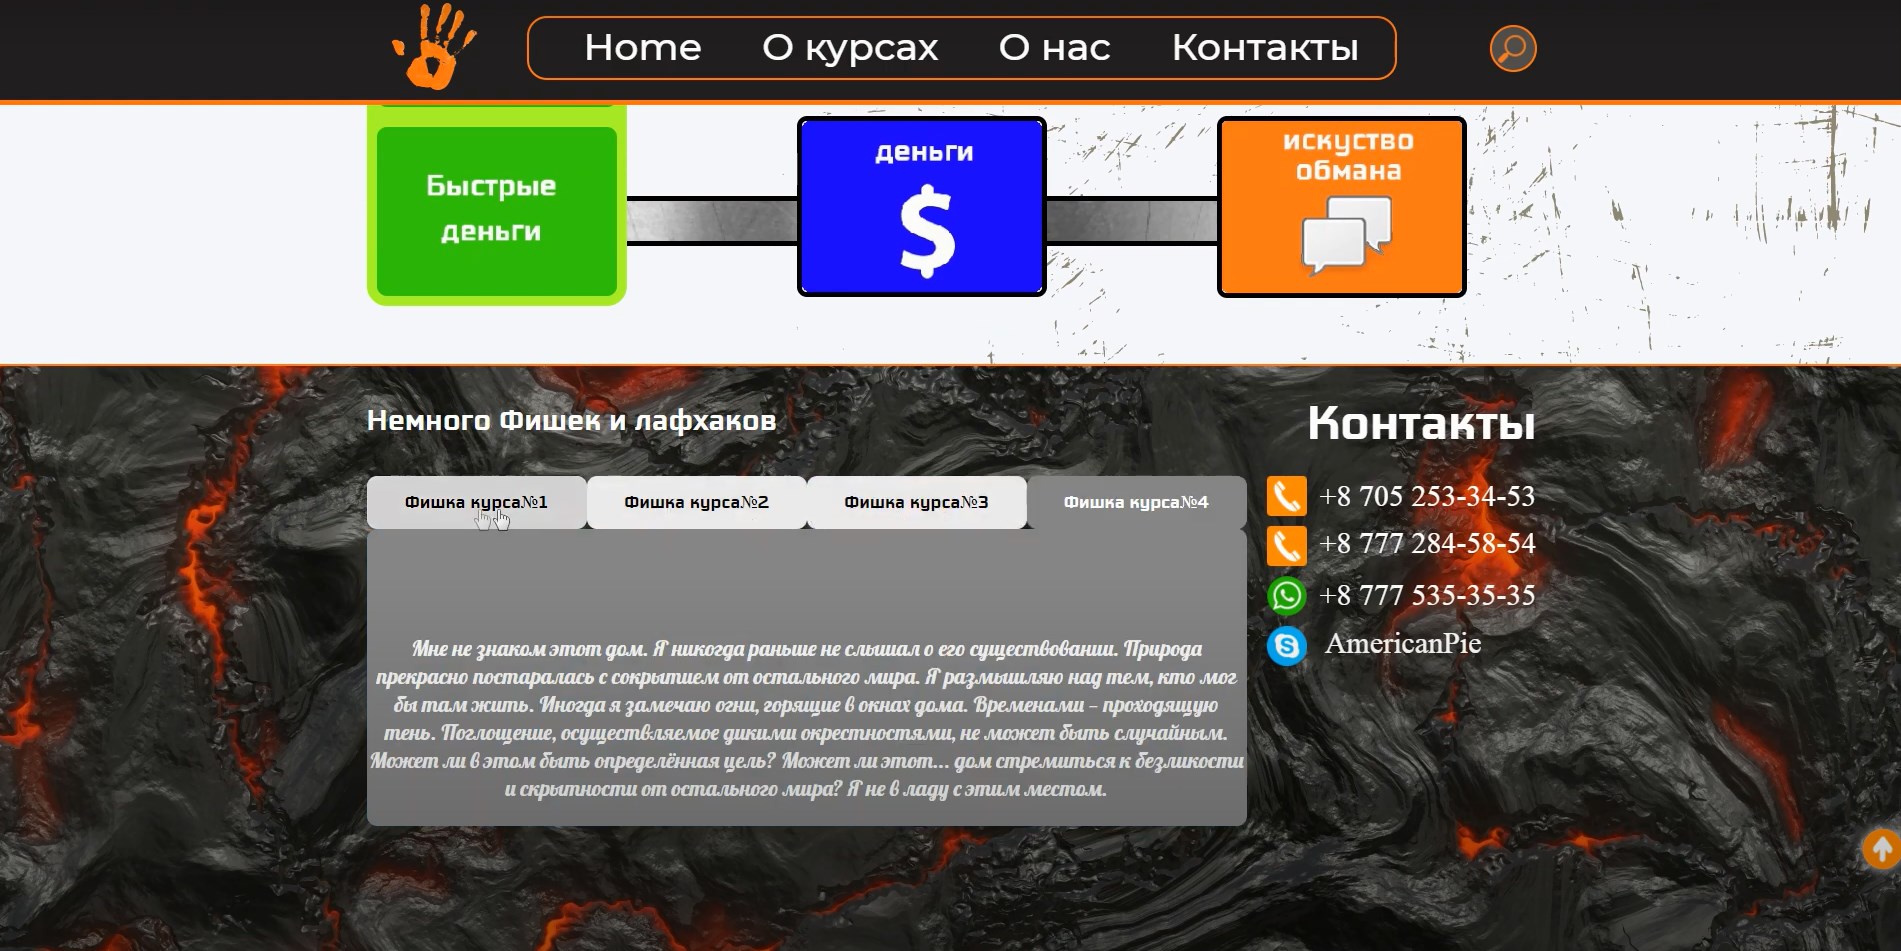 Home О курсах О нас Контакты
Быстрые
деньги
деньги
$
искуство
обмана
Немного Фишек и лафхаков
Фишка курса№1 Фишка курса№2 Фишка курса№3 Фишка курса№4
Мне не знаком этот дом. Я никогда раньше не слышал о его существовании. Природа
прекрасно постаралась с сокрытием от остального мира. Я размышляю над тем, кто мог
бы там жить. Иногда я замечаю огни, горящие в окнах дома. Временами – проходящую
тень. Поглощение, осуществляемое дикими окрестностями, не может быть случайным.
Может ли в этом быть определённая цель? Может ли этот... дом стремиться к безликости
и скрытности от остального мира? Я не в ладу с этим местом.
Контакты
+8 705 253-34-53
+8 777 284-58-54
+8 777 535-35-35
AmericanPie